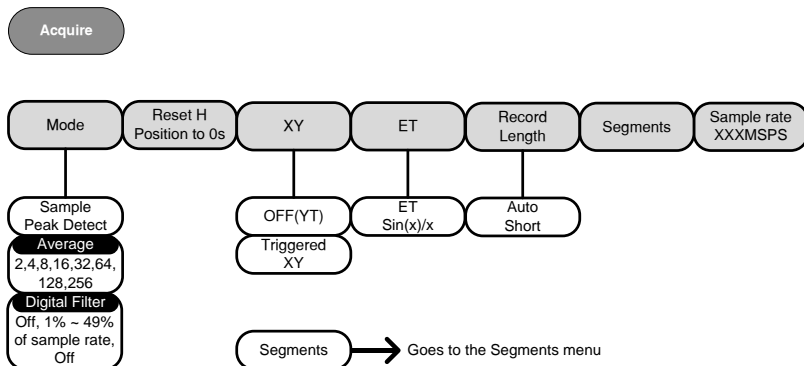 Acquire
Mode
Reset H
Position to 0s
XY
ET
Record
Length
Segments
Sample rate
XXXMSPS
Sample
Peak Detect
Average
2,4,8,16,32,64,
128,256
Digital Filter
Off, 1% ~ 49%
of sample rate,
Off
OFF(YT)
Triggered
XY
ET
Sin(x)/x
Auto
Short
Segments
Goes to the Segments menu